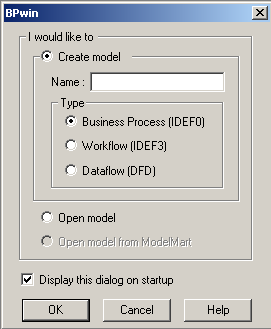 BPwin
I would like to
Create model
Name :
Type
Business Process (IDEF0)
Workflow (IDEF3)
Dataflow (DFD)
Open model
Open model from ModelMart
Display this dialog on startup
OK Cancel Help